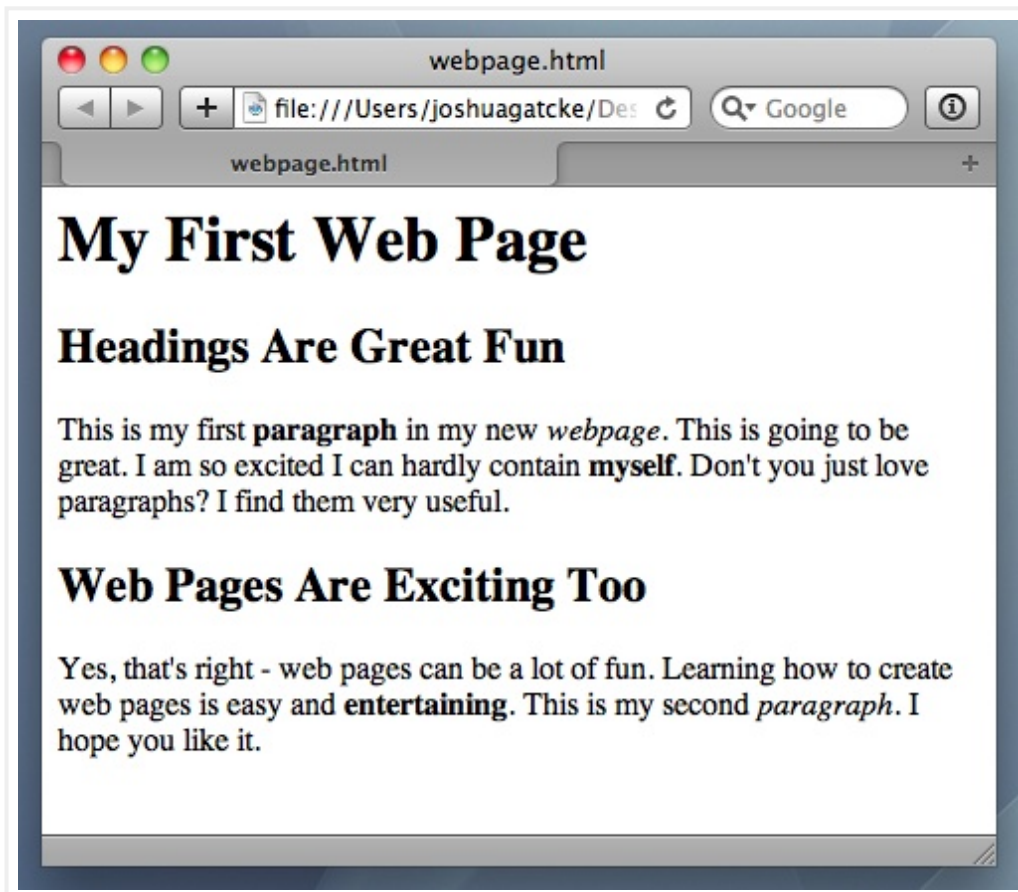 webpage.html
file:///Users/joshuagatcke/Des
Google
webpage.html
My First Web Page
Headings Are Great Fun
This is my first paragraph in my new webpage. This is going to be
great. I am so excited I can hardly contain myself. Don't you just love
paragraphs? I find them very useful.
Web Pages Are Exciting Too
Yes, that's right - web pages can be a lot of fun. Learning how to create
web pages is easy and entertaining. This is my second paragraph. I
hope you like it.